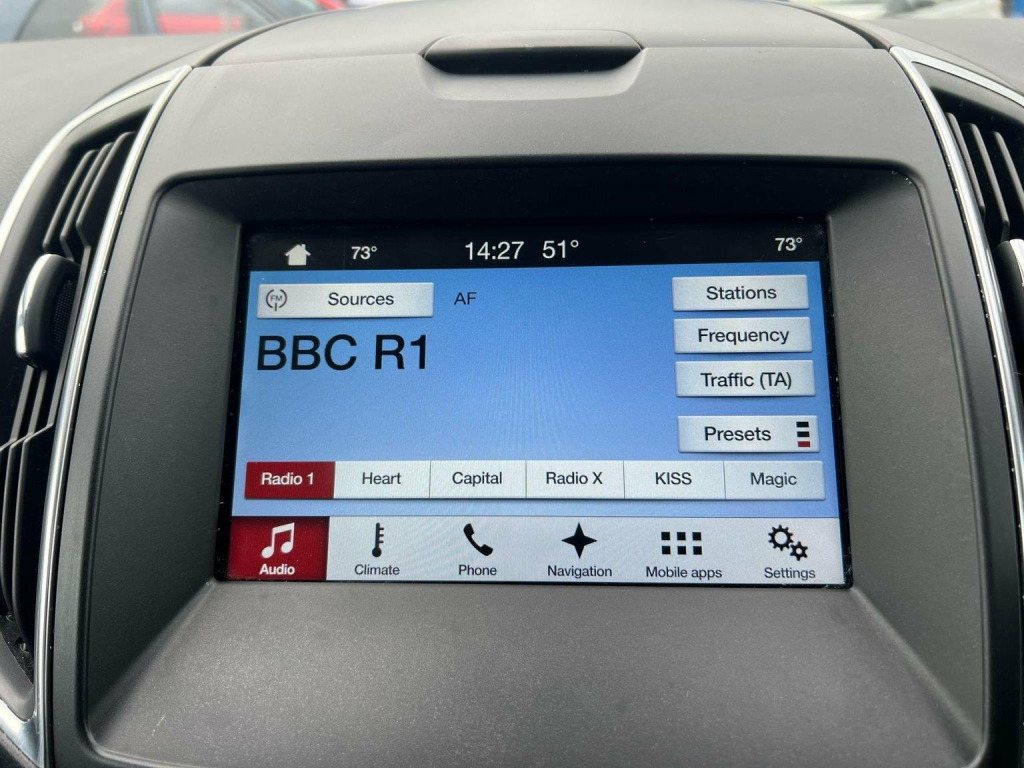 73° 14:27 51° 73°
FM Sources AF Stations
BBC R1
Frequency
Traffic (TA)
Presets
Radio 1 Heart Capital Radio X KISS Magic
Audio Climate Phone Navigation Mobile apps Settings